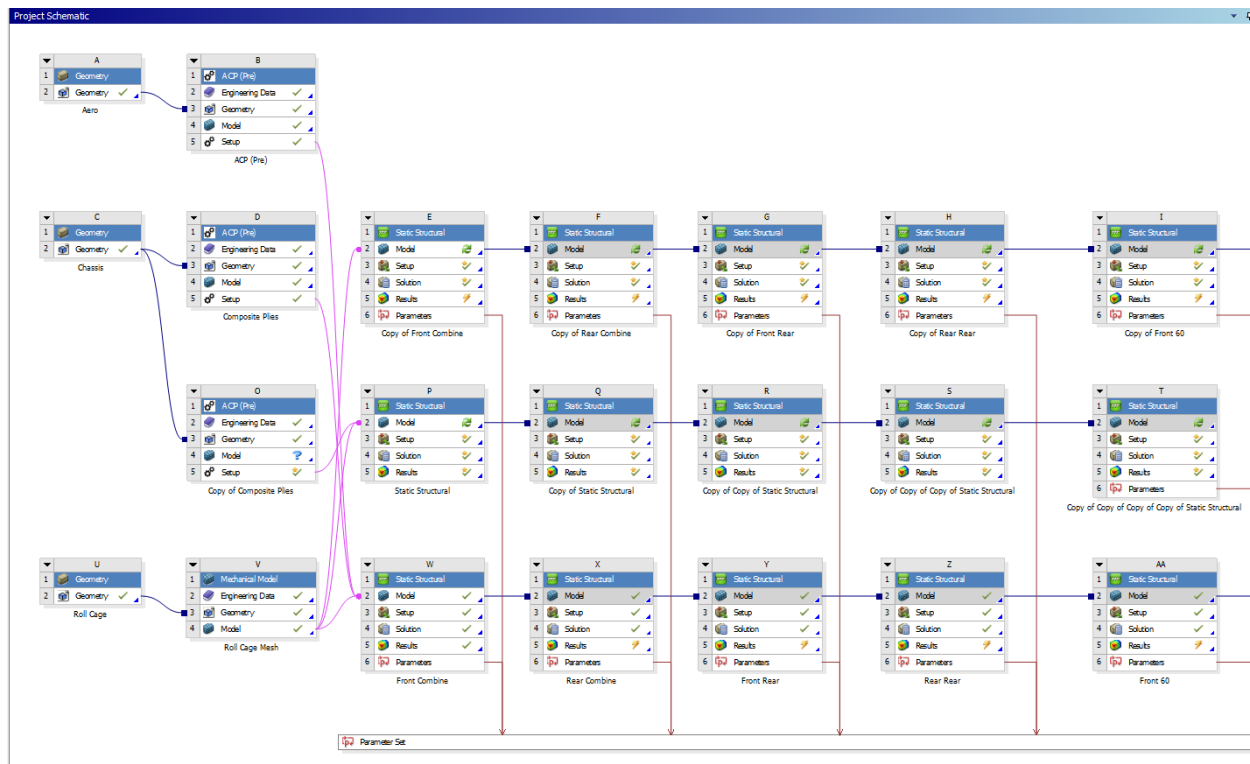 Project Schematic
A
1 Geometry
2 Geometry
Aero
B
1 ACP (Pre)
2 Engineering Data
3 Geometry
4 Model
5 Setup
ACP (Pre)
C
1 Geometry
2 Geometry
Chassis
D
1 ACP (Pre)
2 Engineering Data
3 Geometry
4 Model
5 Setup
Composite Plies
E
1 Static Structural
2 Model
3 Setup
4 Solution
5 Results
6 Parameters
Copy of Front Combine
F
1 Static Structural
2 Model
3 Setup
4 Solution
5 Results
6 Parameters
Copy of Rear Combine
G
1 Static Structural
2 Model
3 Setup
4 Solution
5 Results
6 Parameters
Copy of Front Rear
H
1 Static Structural
2 Model
3 Setup
4 Solution
5 Results
6 Parameters
Copy of Rear Rear
I
1 Static Structural
2 Model
3 Setup
4 Solution
5 Results
6 Parameters
Copy of Front 60
O
1 ACP (Pre)
2 Engineering Data
3 Geometry
4 Model
5 Setup
Copy of Composite Plies
P
1 Static Structural
2 Model
3 Setup
4 Solution
5 Results
Static Structural
Q
1 Static Structural
2 Model
3 Setup
4 Solution
5 Results
Copy of Static Structural
R
1 Static Structural
2 Model
3 Setup
4 Solution
5 Results
Copy of Copy of Static Structural
S
1 Static Structural
2 Model
3 Setup
4 Solution
5 Results
Copy of Copy of Copy of Static Structural
T
1 Static Structural
2 Model
3 Setup
4 Solution
5 Results
6 Parameters
Copy of Copy of Copy of Copy of Static Structural
U
1 Geometry
2 Geometry
Roll Cage
V
1 Mechanical Model
2 Engineering Data
3 Geometry
4 Model
Roll Cage Mesh
W
1 Static Structural
2 Model
3 Setup
4 Solution
5 Results
6 Parameters
Front Combine
X
1 Static Structural
2 Model
3 Setup
4 Solution
5 Results
6 Parameters
Rear Combine
Y
1 Static Structural
2 Model
3 Setup
4 Solution
5 Results
6 Parameters
Front Rear
Z
1 Static Structural
2 Model
3 Setup
4 Solution
5 Results
6 Parameters
Rear Rear
AA
1 Static Structural
2 Model
3 Setup
4 Solution
5 Results
6 Parameters
Front 60
Parameter Set